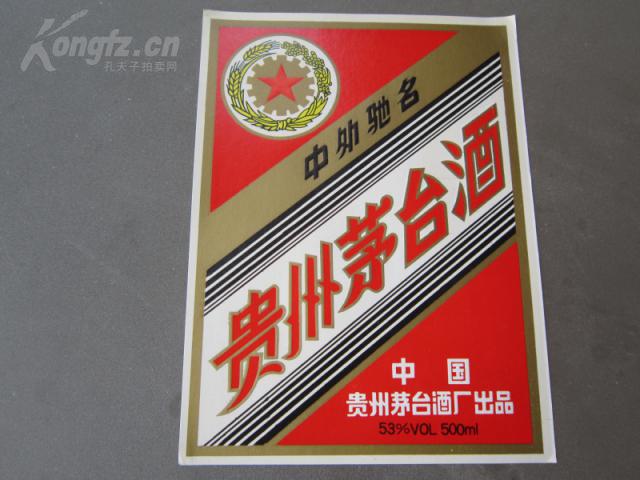 Kongfz.cn
孔夫子拍卖网
中外驰名
贵州茅台酒
中国
贵州茅台酒厂出品
53%VOL 500ml